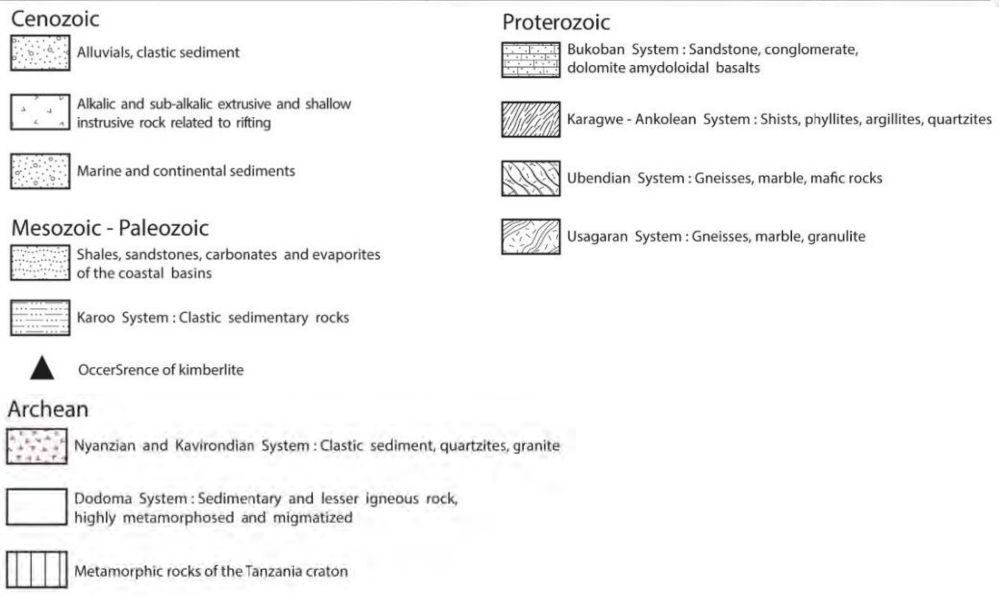 Cenozoic
Alluvials, clastic sediment
Alkalic and sub-alkalic extrusive and shallow
instrusive rock related to rifting
Marine and continental sediments
Mesozoic - Paleozoic
Shales, sandstones, carbonates and evaporites
of the coastal basins
Karoo System : Clastic sedimentary rocks
OccerSrence of kimberlite
Archean
Nyanzian and Kavirondian System : Clastic sediment, quartzites, granite
Dodoma System : Sedimentary and lesser igneous rock,
highly metamorphosed and migmatized
Metamorphic rocks of the Tanzania craton
Proterozoic
Bukoban System : Sandstone, conglomerate,
dolomite amydoloidal basalts
Karagwe - Ankolean System : Shists, phyllites, argillites, quartzites
Ubendian System : Gneisses, marble, mafic rocks
Usagaran System : Gneisses, marble, granulite